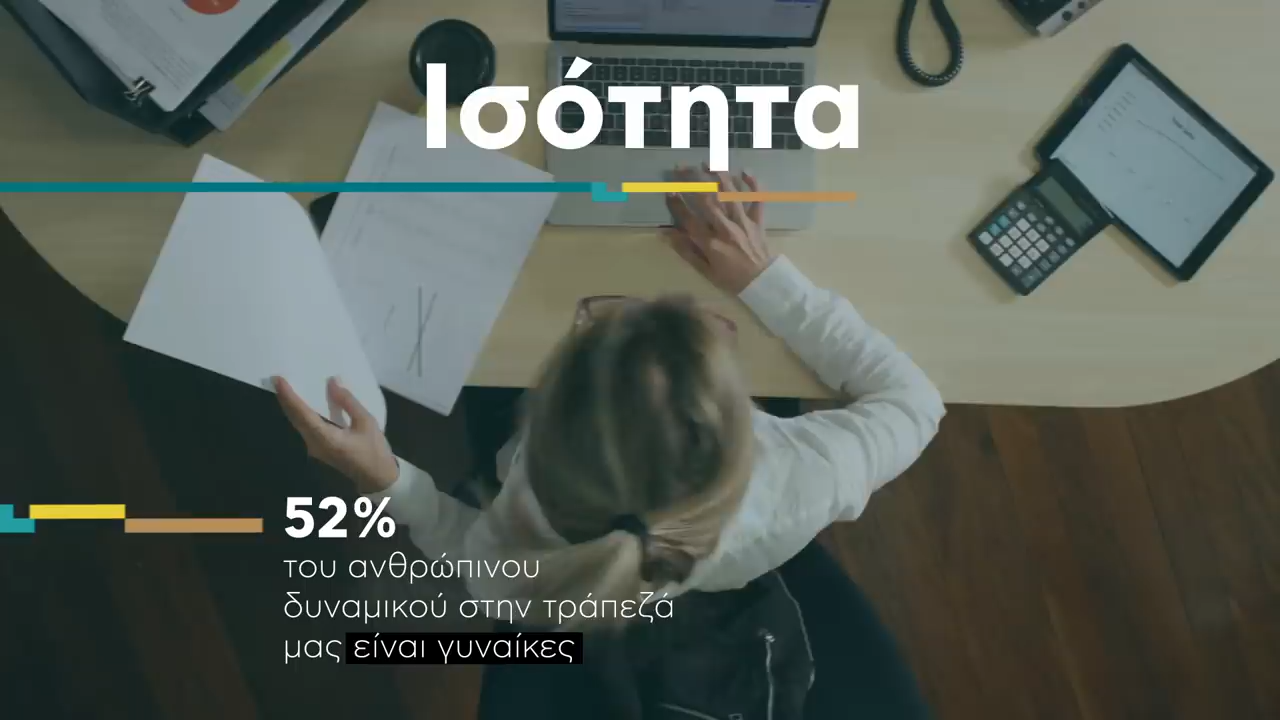 Ισότητα
52%
του ανθρώπινου
δυναμικού στην τράπεζά
μας είναι γυναίκες